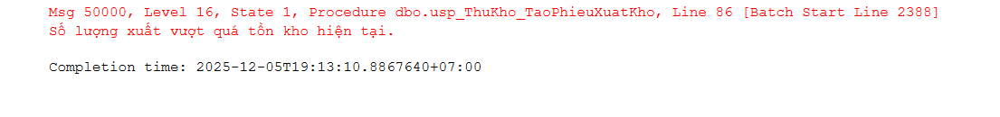 Msg 50000, Level 16, State 1, Procedure dbo.usp_ThuKho_TaoPhieuXuatKho, Line 86 [Batch Start Line 2388]
Số lượng xuất vượt quá tồn kho hiện tại.
Completion time: 2025-12-05T19:13:10.8867640+07:00